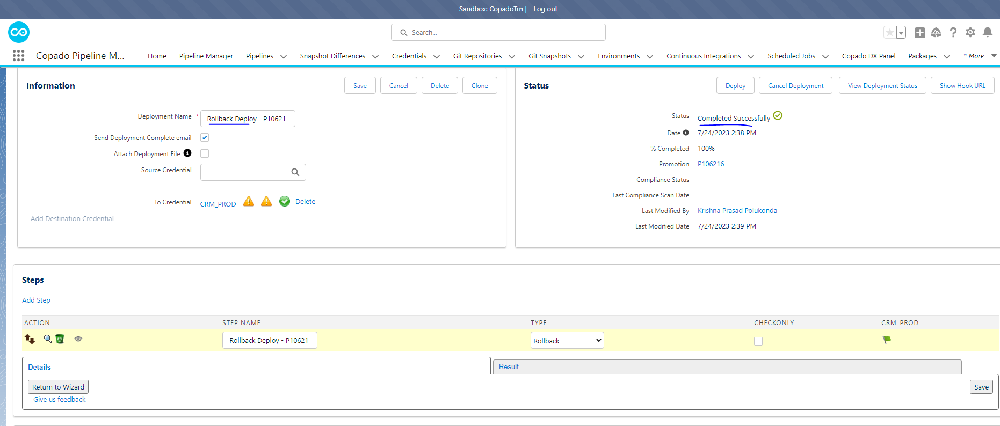 Sandbox: CopadoTrn | Log out
Search...
Copado Pipeline M... Home Pipeline Manager Pipelines Snapshot Differences Credentials Git Repositories Git Snapshots Environments Continuous Integrations Scheduled Jobs Copado DX Panel Packages * More
Information Save Cancel Delete Clone
Deployment Name * Rollback Deploy - P10621
Send Deployment Complete email
Attach Deployment File
Source Credential
To Credential CRM_PROD Delete
Add Destination Credential
Status Deploy Cancel Deployment View Deployment Status Show Hook URL
Status Completed Successfully
Date 7/24/2023 2:38 PM
% Completed 100%
Promotion P106216
Compliance Status
Last Compliance Scan Date
Last Modified By Krishna Prasad Polukonda
Last Modified Date 7/24/2023 2:39 PM
Steps
Add Step
ACTION STEP NAME TYPE CHECKONLY CRM_PROD
Rollback Deploy - P10621 Rollback
Details Result
Return to Wizard Save
Give us feedback